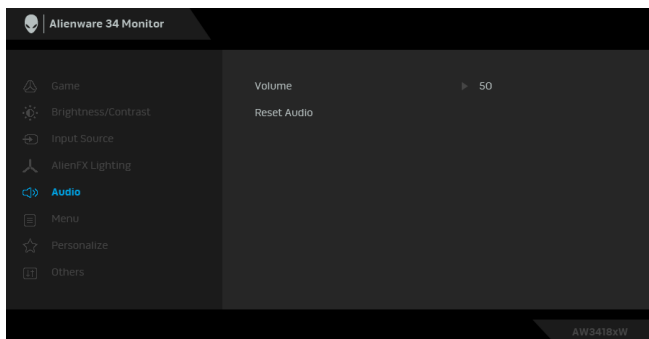 Alienware 34 Monitor
Game
Volume 50
Brightness/Contrast
Reset Audio
Input Source
AlienFX Lighting
Audio
Menu
Personalize
Others
AW3418xW